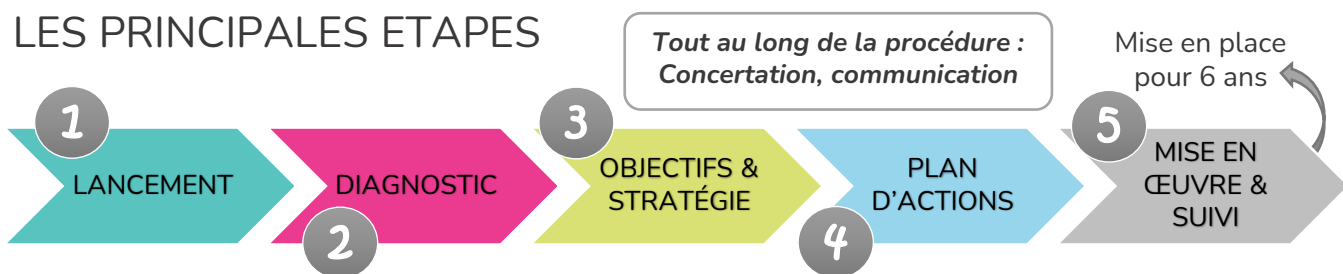 LES PRINCIPALES ETAPES
Tout au long de la procédure :
Concertation, communication
Mise en place
pour 6 ans
1
LANCEMENT
2
DIAGNOSTIC
3
OBJECTIFS &
STRATÉGIE
4
PLAN
D’ACTIONS
5
MISE EN
ŒUVRE &
SUIVI